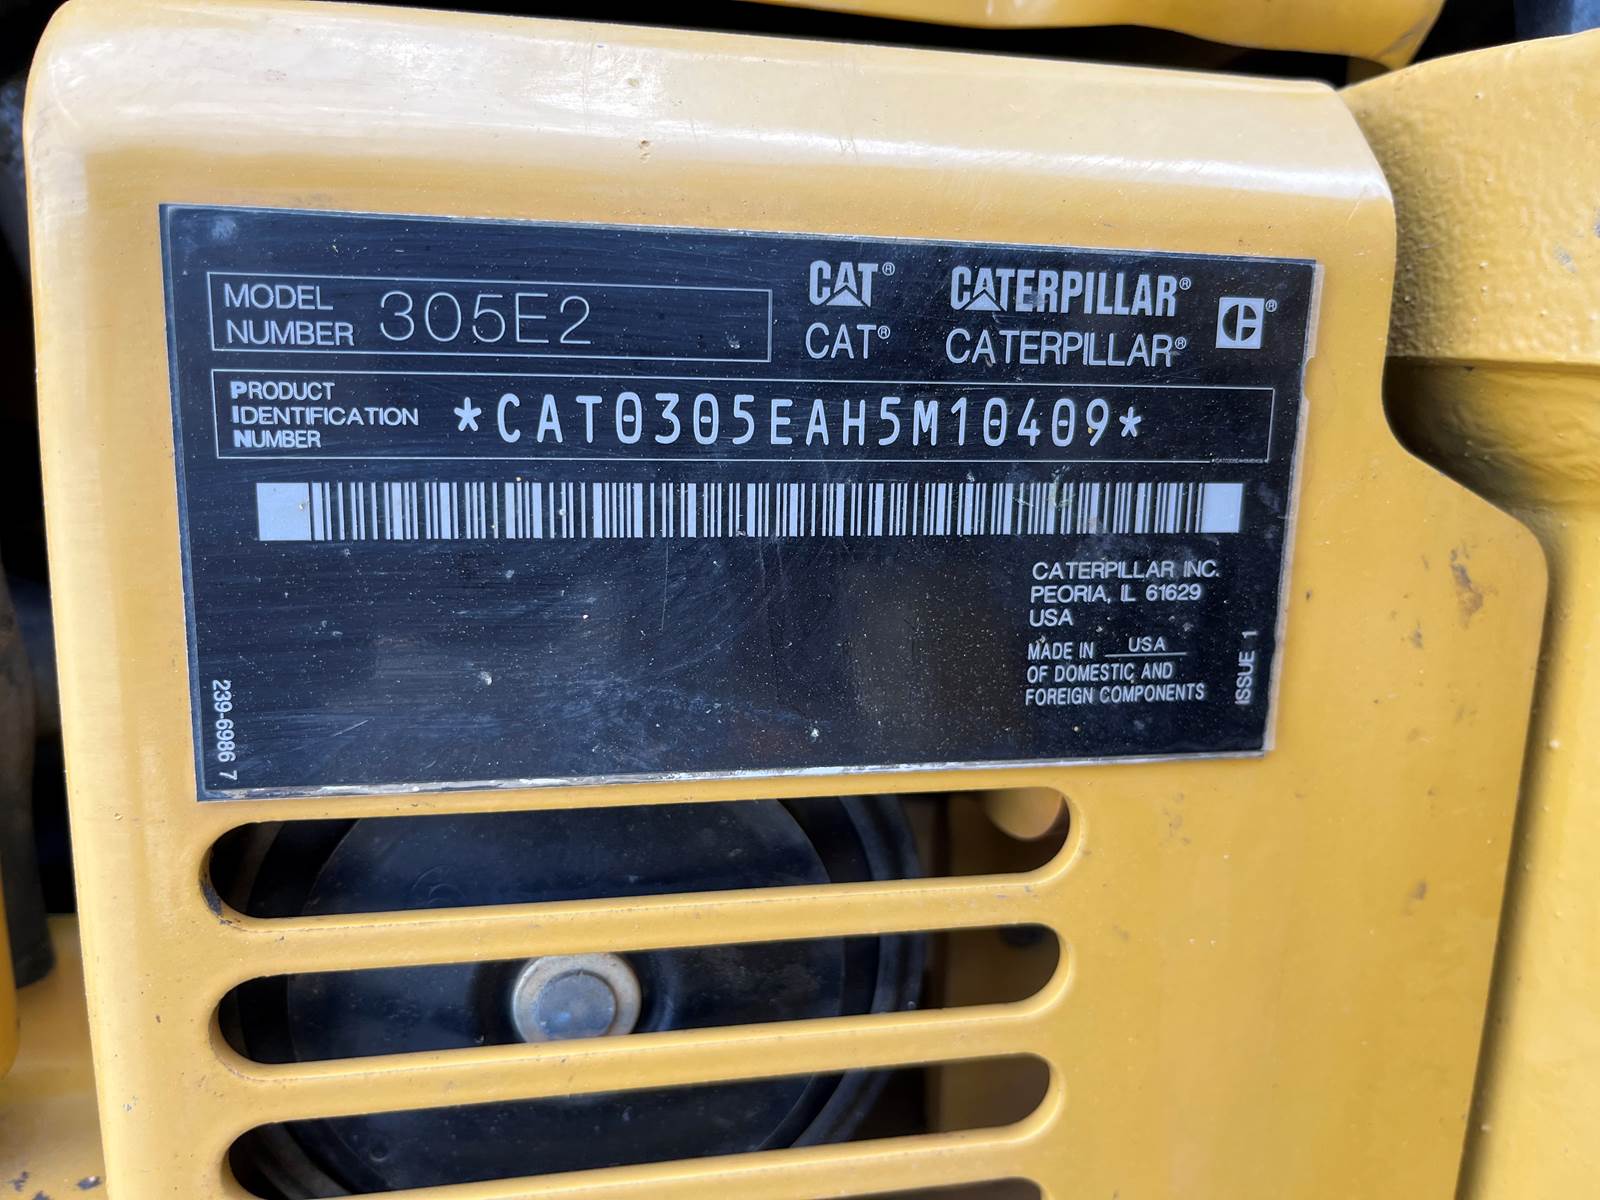 MODEL NUMBER 305E2
CAT® CATERPILLAR®
CAT® CATERPILLAR®
PRODUCT
IDENTIFICATION
NUMBER
*CAT0305EAH5M10409*
CATERPILLAR INC.
PEORIA, IL 61629
USA
MADE IN USA
OF DOMESTIC AND
FOREIGN COMPONENTS
ISSUE 1
239-6986 7